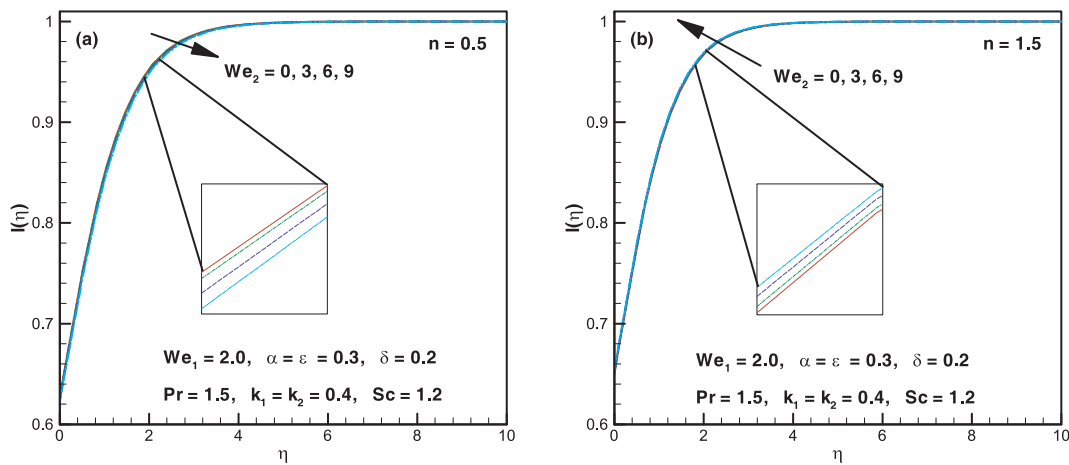 (a)
n = 0.5
We₂ = 0, 3, 6, 9
We₁ = 2.0, α = ε = 0.3, δ = 0.2
Pr = 1.5, k₁ = k₂ = 0.4, Sc = 1.2
I(η)
1
0.9
0.8
0.7
0.6
0 2 4 6 8 10
η
(b)
n = 1.5
We₂ = 0, 3, 6, 9
We₁ = 2.0, α = ε = 0.3, δ = 0.2
Pr = 1.5, k₁ = k₂ = 0.4, Sc = 1.2
I(η)
1
0.9
0.8
0.7
0.6
0 2 4 6 8 10
η